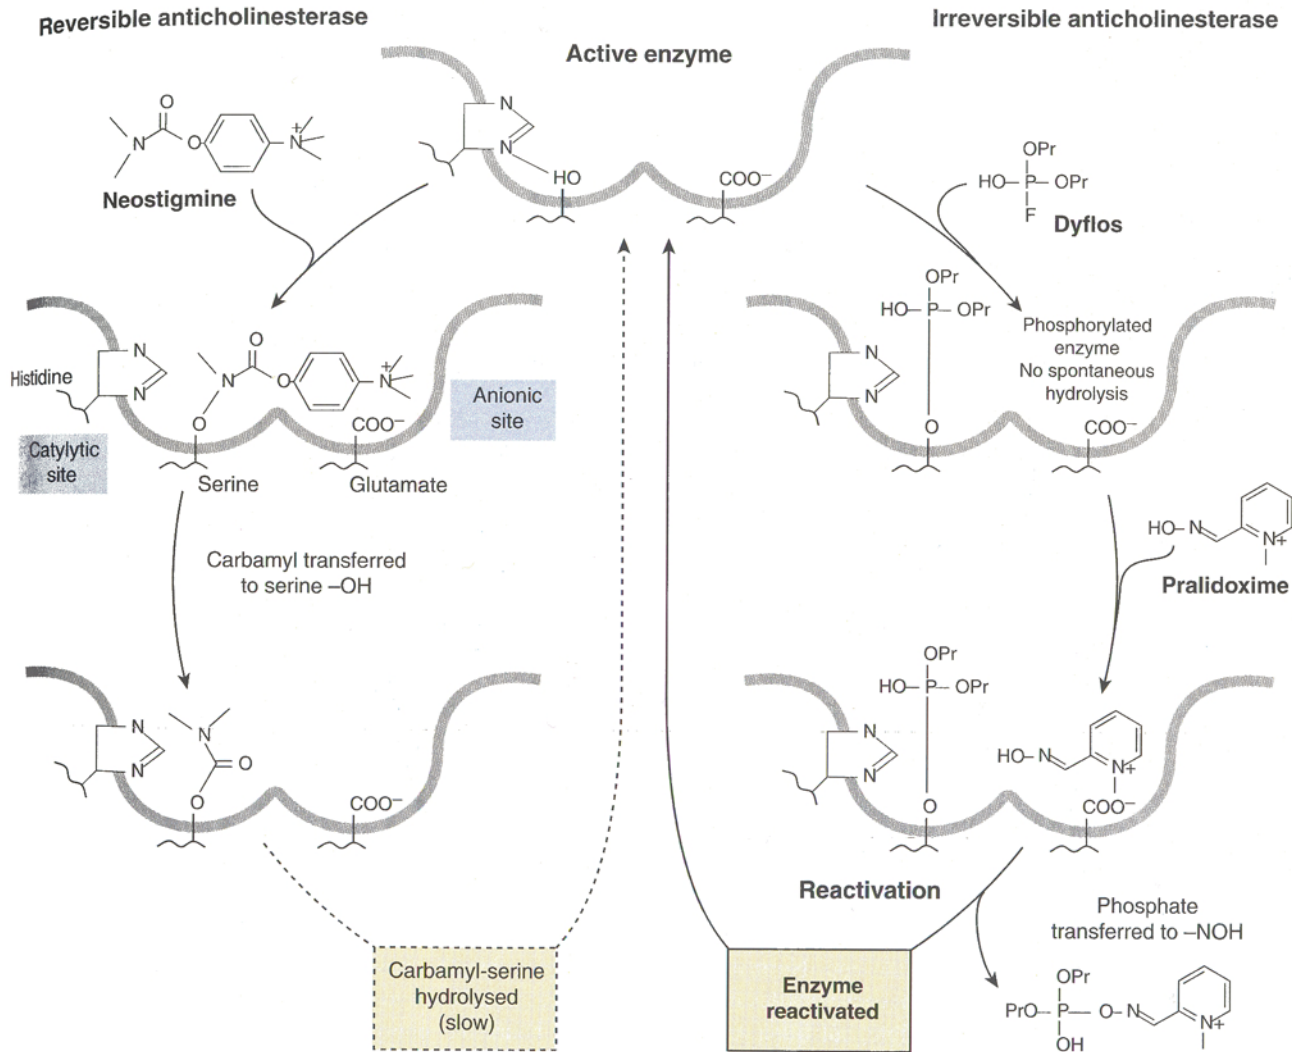 Reversible anticholinesterase
Irreversible anticholinesterase
Active enzyme
O
N
O
N
+
Neostigmine
N
N
HO
COO⁻
OPr
HO–P–OPr
F
Dyflos
N
N
Histidine
O
N
O
N
+
O
COO⁻
Anionic
site
Catylytic
site
Serine
Glutamate
OPr
OPr
HO–P–
N
N
O
Phosphorylated
enzyme
No spontaneous
hydrolysis
COO⁻
Carbamyl transferred
to serine –OH
HO–N
N+
Pralidoxime
N
N
N
O
O
COO⁻
OPr
HO–P–OPr
N
N
O
HO–N
N+
COO⁻
Reactivation
Phosphate
transferred to –NOH
Carbamyl-serine
hydrolysed
(slow)
Enzyme
reactivated
OPr
PrO–P–O–N
OH
N+